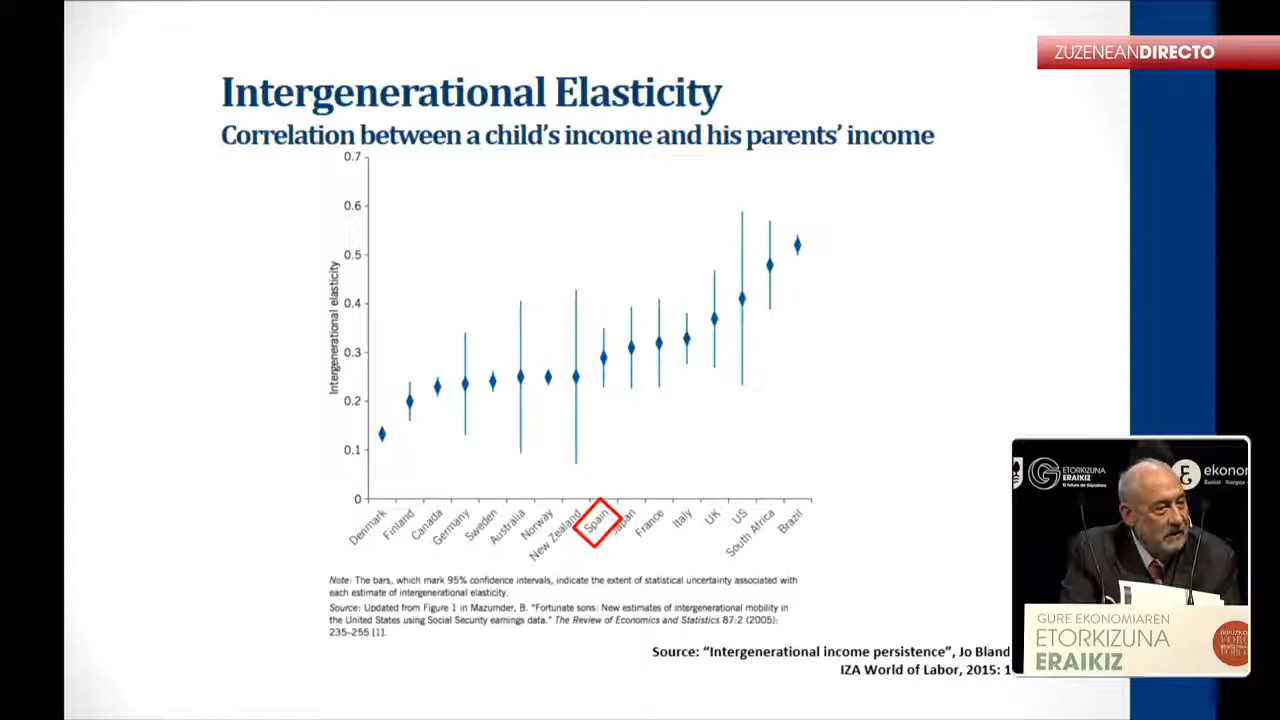 ZUZENEANDIRECTO
Intergenerational Elasticity
Correlation between a child's income and his parents' income
Intergenerational elasticity
0.7
0.6
0.5
0.4
0.3
0.2
0.1
0
Denmark
Finland
Canada
Germany
Sweden
Australia
Norway
New Zealand
Spain
Japan
France
Italy
UK
US
South Africa
Brazil
Note: The bars, which mark 95% confidence intervals, indicate the extent of statistical uncertainty associated with
each estimate of intergenerational elasticity.
Source: Updated from Figure 1 in Mazumder, B. "Fortunate sons: New estimates of intergenerational mobility in
the United States using Social Security earnings data." The Review of Economics and Statistics 87:2 (2005):
235–255 [1].
Source: "Intergenerational income persistence", Jo Bland
IZA World of Labor, 2015: 1
ETORKIZUNA
ERAIKIZ
El futuro de Gipuzkoa
ekonor
Euskal
GURE EKONOMIAREN
ETORKIZUNA
ERAIKIZ